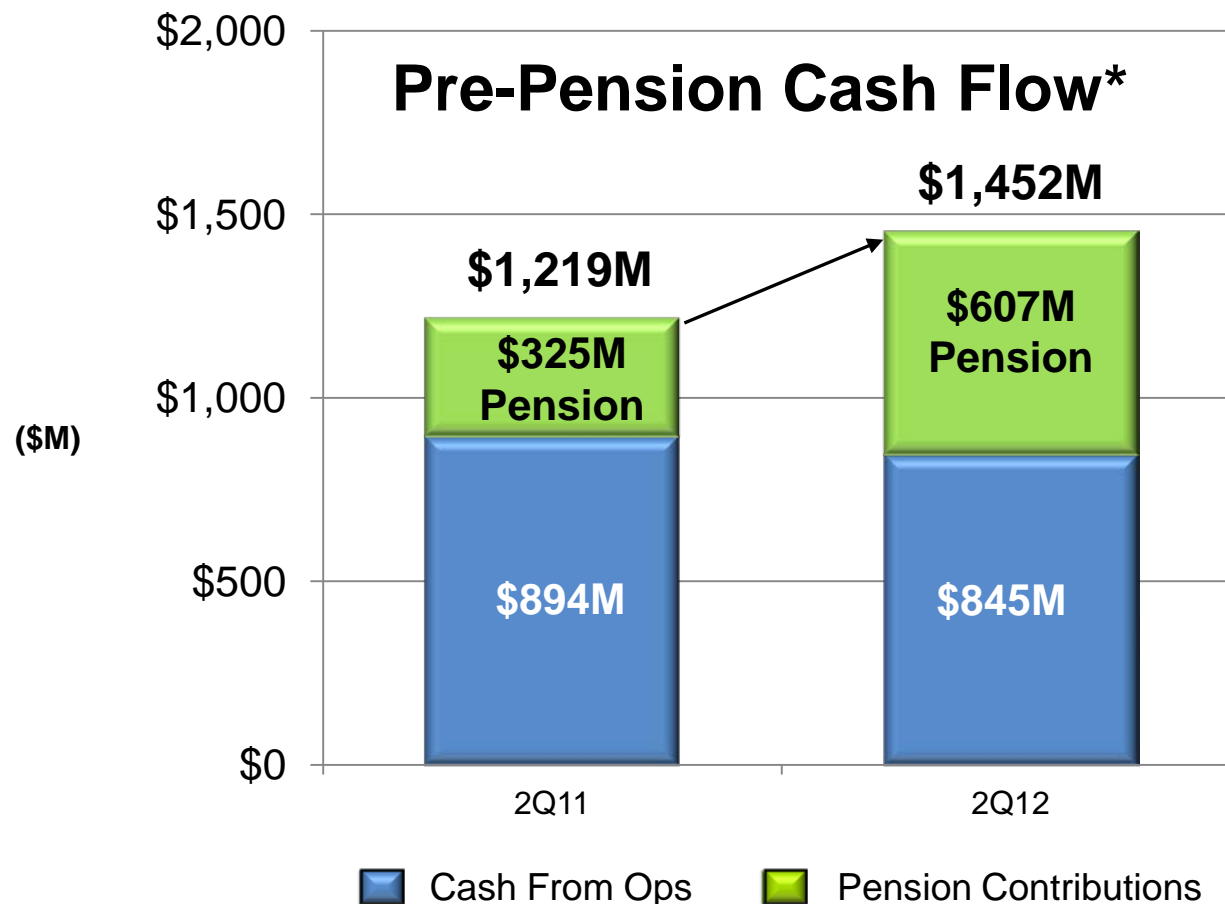 Pre-Pension Cash Flow*
$2,000
$1,500
$1,000
$500
$0
($M)
$1,219M
$325M
Pension
$894M
$1,452M
$607M
Pension
$845M
2Q11
2Q12
Cash From Ops
Pension Contributions